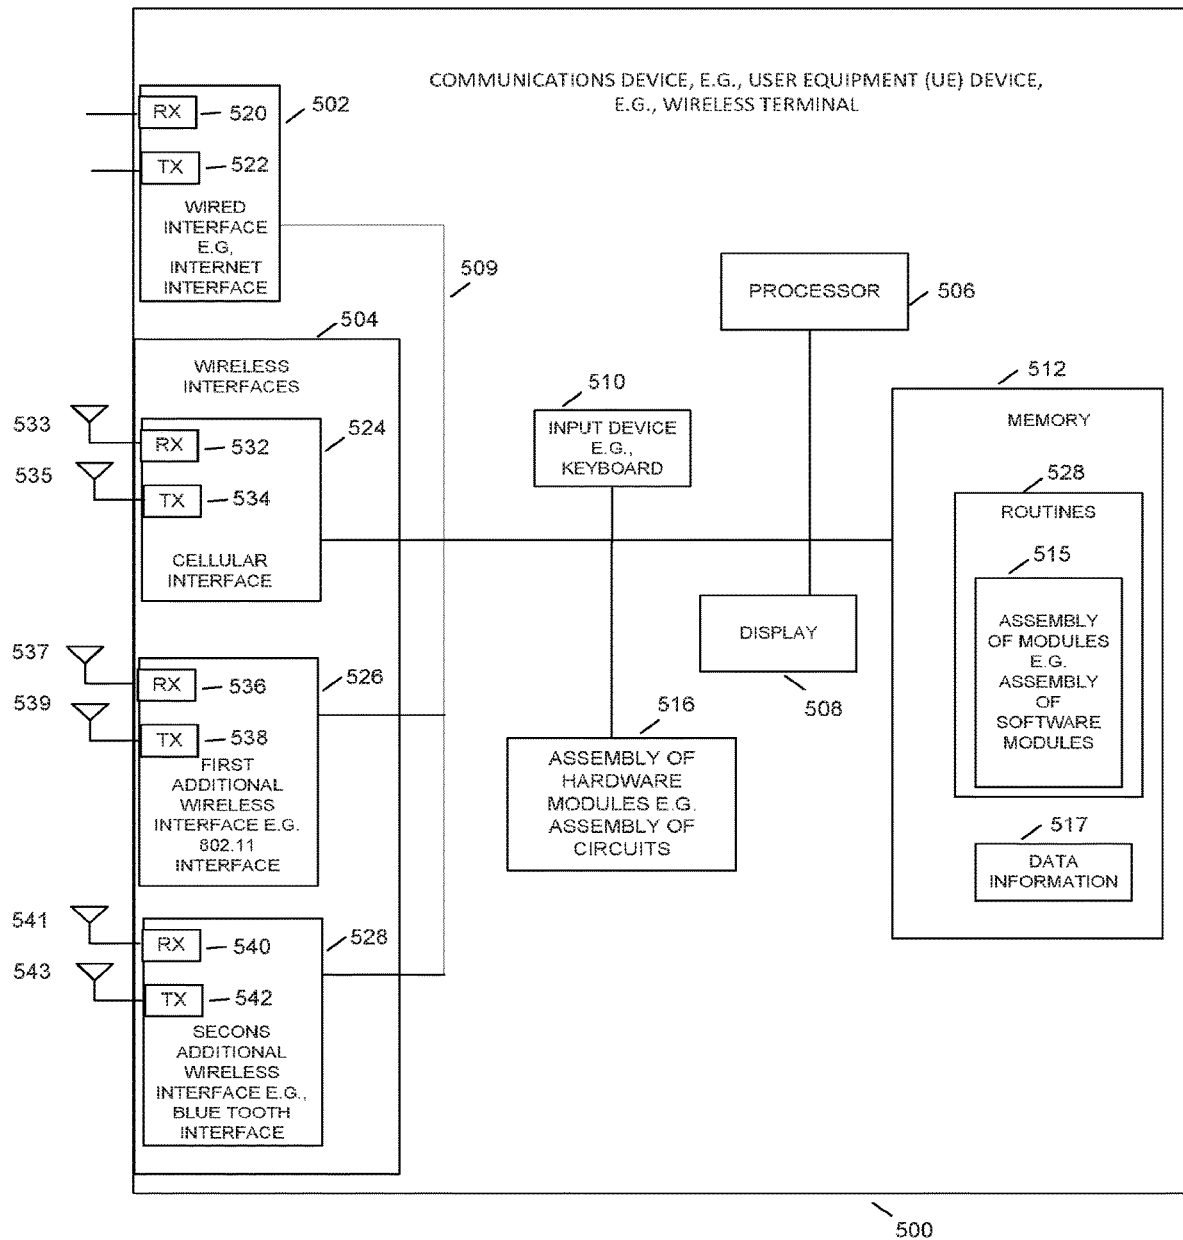 COMMUNICATIONS DEVICE, E.G., USER EQUIPMENT (UE) DEVICE,
E.G., WIRELESS TERMINAL
RX
520
502
TX
522
WIRED
INTERFACE
E.G,
INTERNET
INTERFACE
509
504
WIRELESS
INTERFACES
533
RX
532
524
535
TX
534
CELLULAR
INTERFACE
537
RX
536
526
539
TX
538
FIRST
ADDITIONAL
WIRELESS
INTERFACE E.G.
802.11
INTERFACE
541
RX
540
528
543
TX
542
SECONS
ADDITIONAL
WIRELESS
INTERFACE E.G.,
BLUE TOOTH
INTERFACE
PROCESSOR
506
510
INPUT DEVICE
E.G.,
KEYBOARD
DISPLAY
508
516
ASSEMBLY OF
HARDWARE
MODULES E.G.
ASSEMBLY OF
CIRCUITS
512
MEMORY
528
ROUTINES
515
ASSEMBLY
OF MODULES
E.G.
ASSEMBLY
OF
SOFTWARE
MODULES
517
DATA
INFORMATION
500